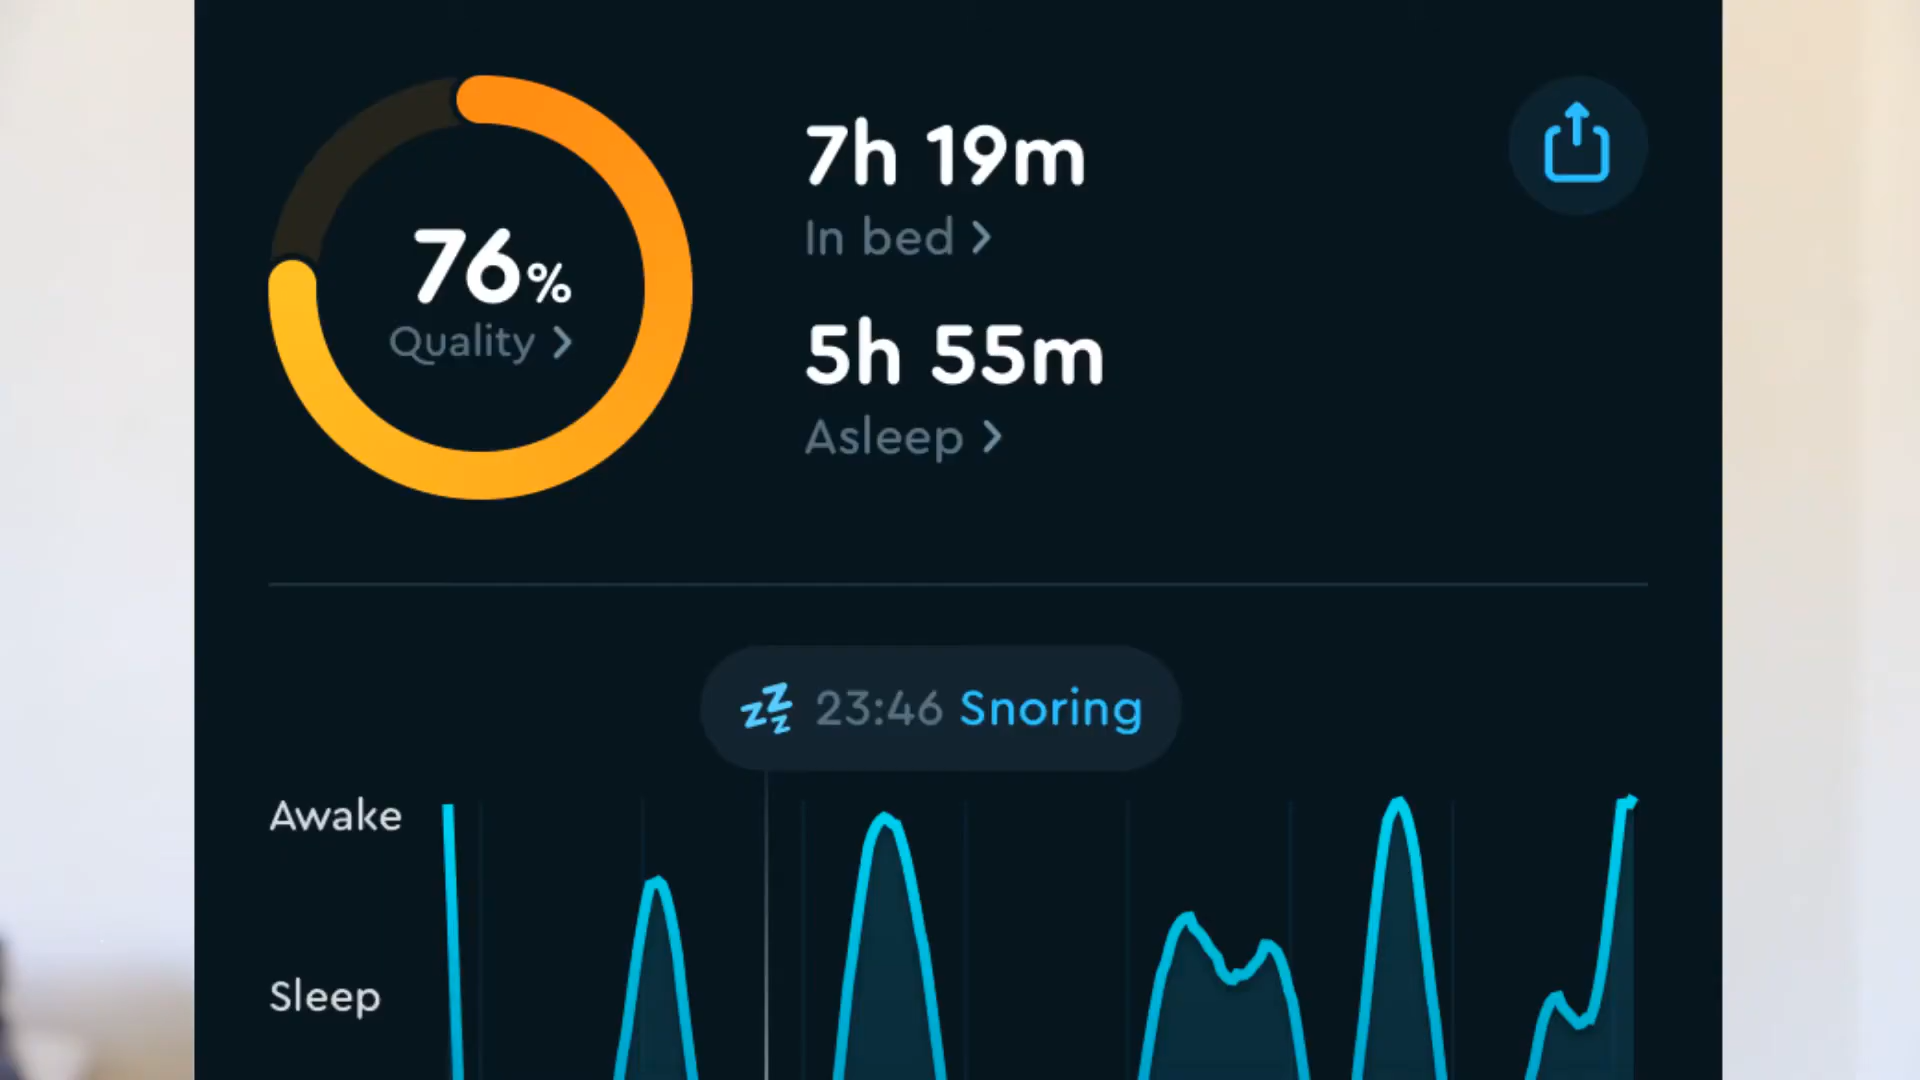 7h 19m
In bed >
76%
Quality >
5h 55m
Asleep >
23:46 Snoring
Awake
Sleep